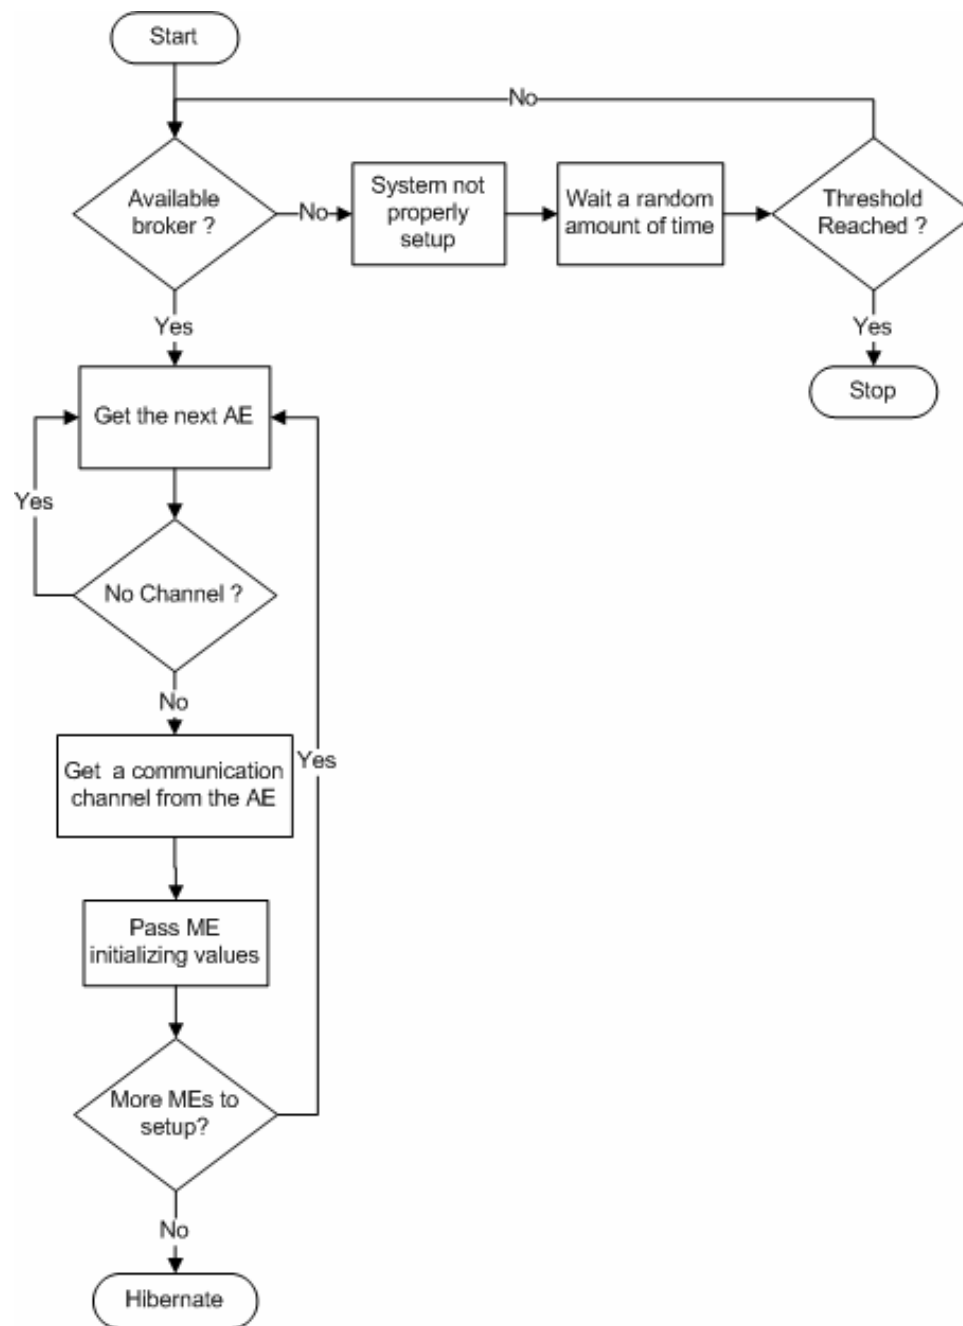 Start
No
Available
broker ?
No
System not
properly
setup
Wait a random
amount of time
Threshold
Reached ?
Yes
Yes
Stop
Get the next AE
Yes
No Channel ?
No
Get a communication
channel from the AE
Yes
Pass ME
initializing values
More MEs to
setup?
No
Hibernate